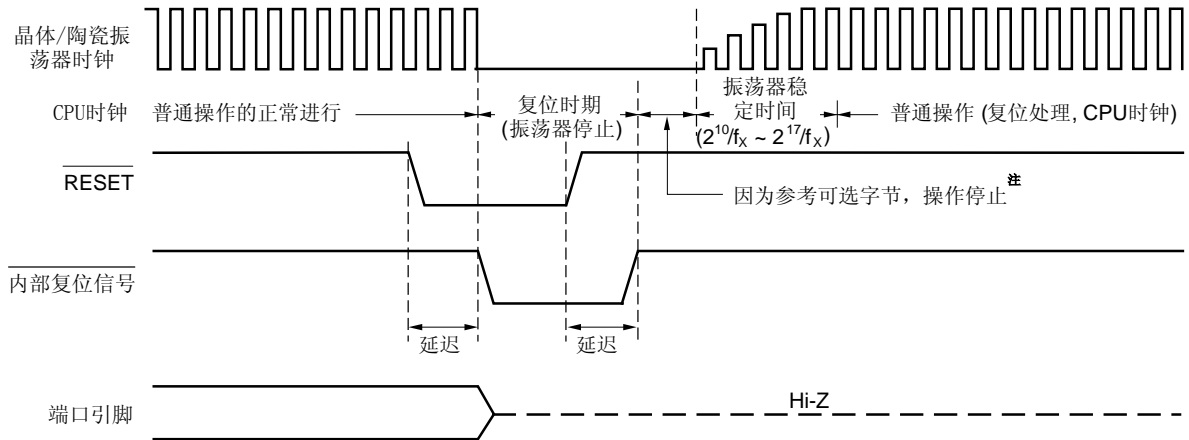 晶体/陶瓷振
荡器时钟
CPU时钟
普通操作的正常进行
复位时期
(振荡器停止)
振荡器稳
定时间
(2¹⁰/fX ~ 2¹⁷/fX)
普通操作 (复位处理, CPU时钟)
RESET
因为参考可选字节，操作停止注
内部复位信号
延迟
延迟
端口引脚
Hi-Z